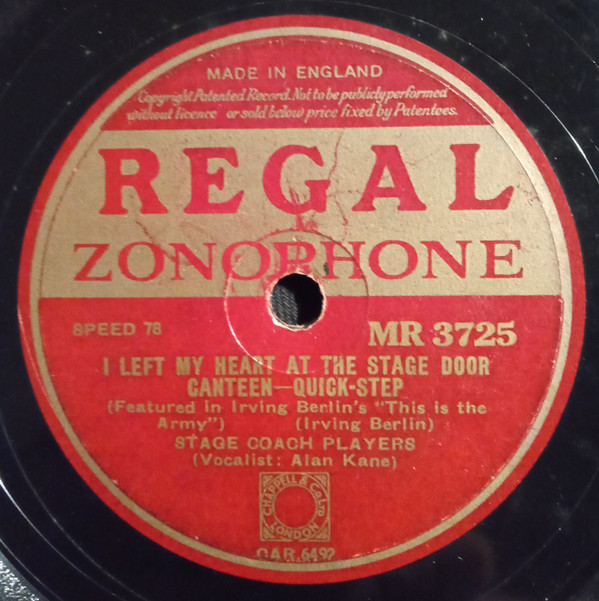 MADE IN ENGLAND
Copyright Patented Record. Not to be publicly performed
without licence or sold below price fixed by Patentees.
REGAL
ZONOPHONE
SPEED 78
MR 3725
I LEFT MY HEART AT THE STAGE DOOR
CANTEEN—QUICK-STEP
(Featured in Irving Berlin's "This is the
Army") (Irving Berlin)
STAGE COACH PLAYERS
(Vocalist: Alan Kane)
CHAPPELL & Co Ltd
LONDON
CAR.6492